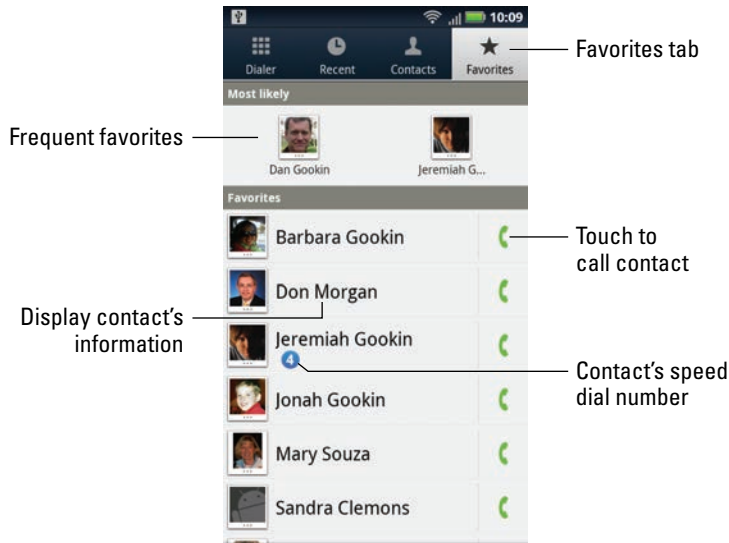 10:09
Dialer Recent Contacts Favorites
Favorites tab
Most likely
Frequent favorites
Dan Gookin Jeremiah G...
Favorites
Barbara Gookin
Touch to
call contact
Don Morgan
Display contact's
information
Jeremiah Gookin
4
Contact's speed
dial number
Jonah Gookin
Mary Souza
Sandra Clemons